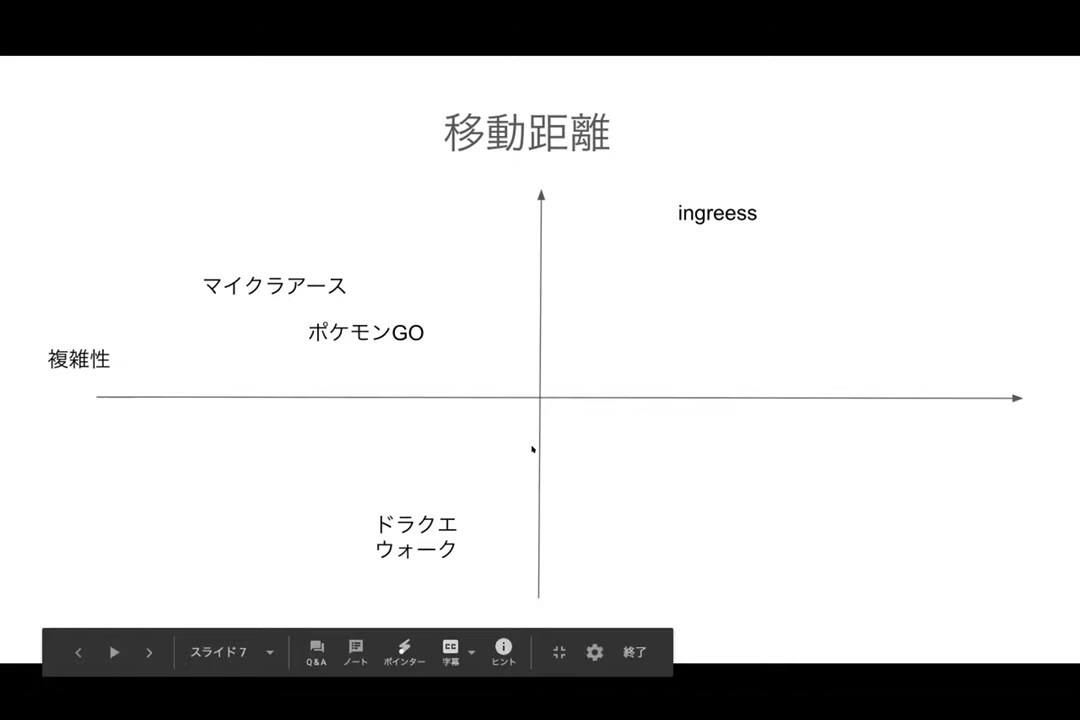 移動距離
ingreess
マイクラアース
ポケモンGO
複雑性
ドラクエ
ウォーク
スライド 7
Q&A
ノート
ポインター
CC
字幕
ヒント
終了